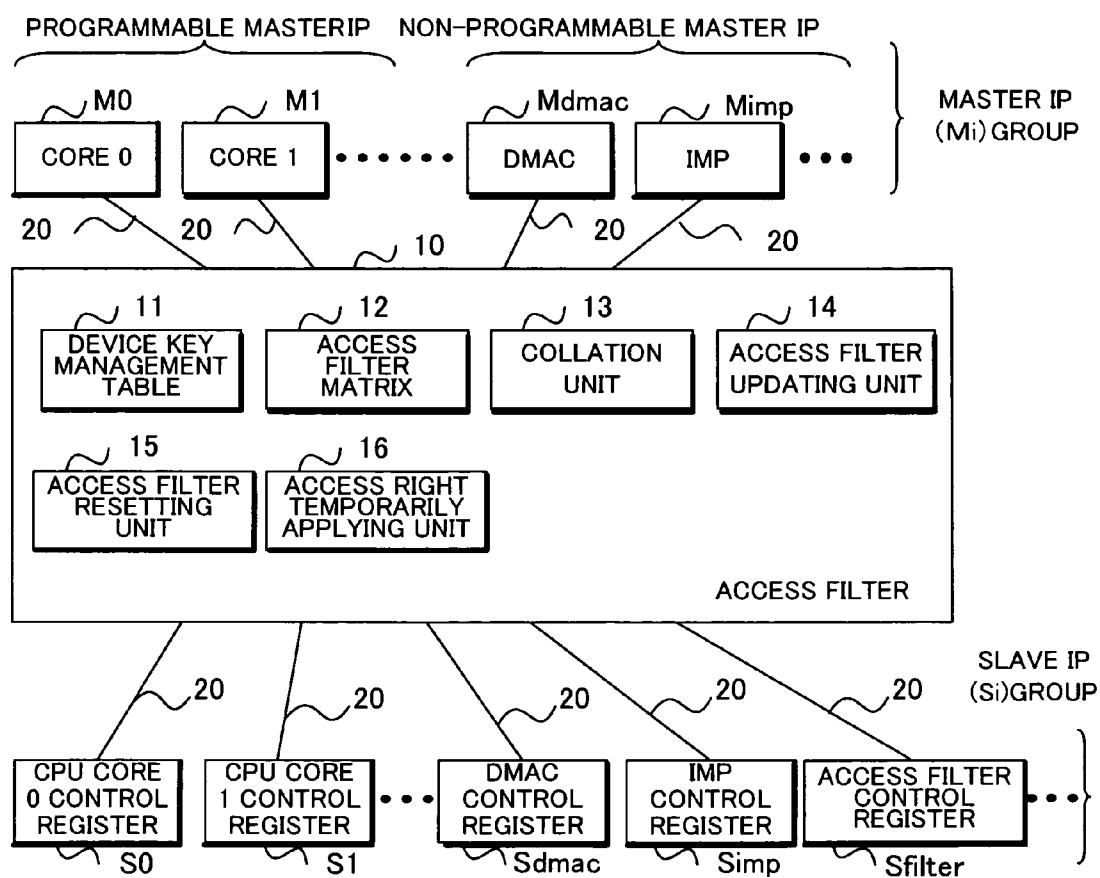 PROGRAMMABLE MASTERIP
NON-PROGRAMMABLE MASTER IP
M0
M1
Mdmac
Mimp
MASTER IP
(Mi)GROUP
CORE 0
CORE 1
DMAC
IMP
20
20
20
20
10
11
12
13
14
DEVICE KEY
MANAGEMENT
TABLE
ACCESS
FILTER
MATRIX
COLLATION
UNIT
ACCESS FILTER
UPDATING UNIT
15
16
ACCESS FILTER
RESETTING
UNIT
ACCESS RIGHT
TEMPORARILY
APPLYING UNIT
ACCESS FILTER
SLAVE IP
(Si)GROUP
20
20
20
20
20
CPU CORE
0 CONTROL
REGISTER
CPU CORE
1 CONTROL
REGISTER
DMAC
CONTROL
REGISTER
IMP
CONTROL
REGISTER
ACCESS FILTER
CONTROL
REGISTER
S0
S1
Sdmac
Simp
Sfilter